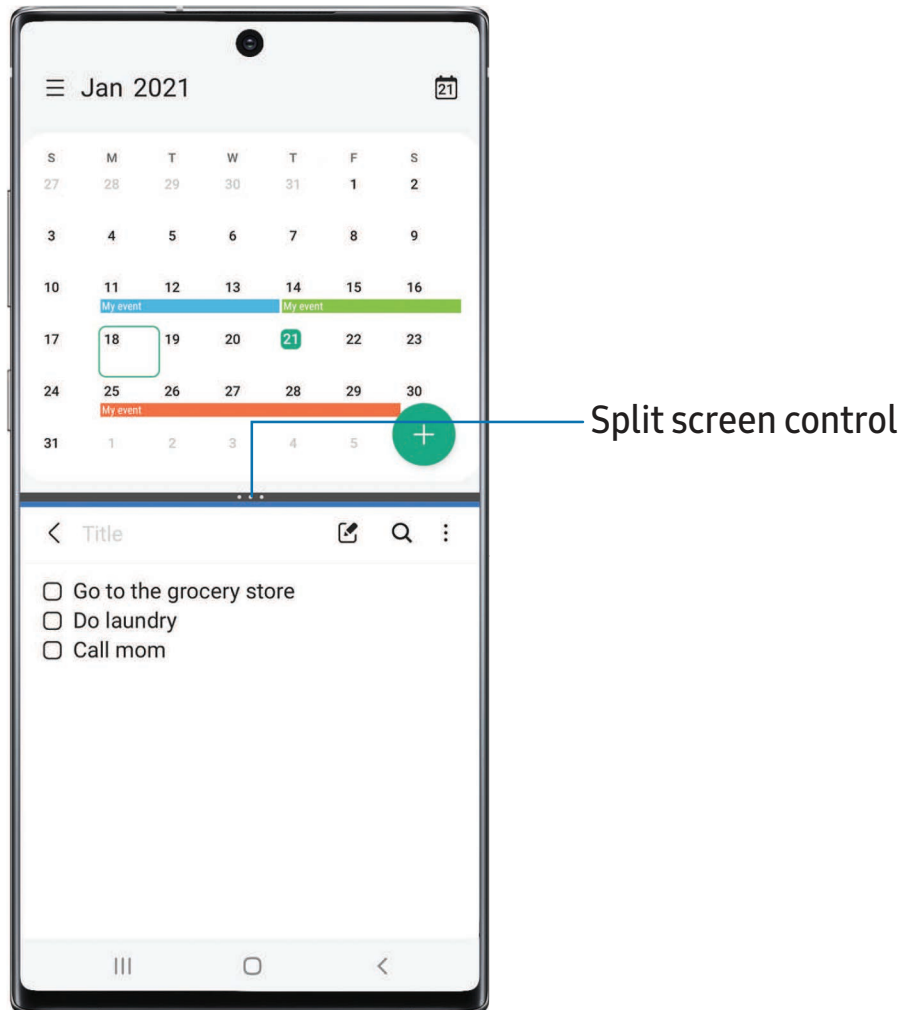 Jan 2021
21
S M T W T F S
27 28 29 30 31 1 2
3 4 5 6 7 8 9
10 11 12 13 14 15 16
My event My event
17 18 19 20 21 22 23
24 25 26 27 28 29 30
My event
31 1 2 3 4 5
Split screen control
Title
Go to the grocery store
Do laundry
Call mom